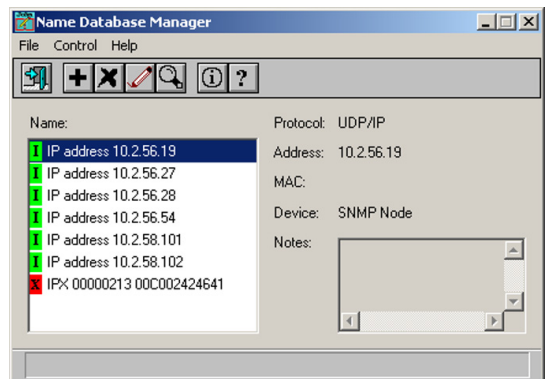 Name Database Manager
File Control Help
Name:
I IP address 10.2.56.19
I IP address 10.2.56.27
I IP address 10.2.56.28
I IP address 10.2.56.54
I IP address 10.2.58.101
I IP address 10.2.58.102
X IPX 00000213 00C002424641
Protocol: UDP/IP
Address: 10.2.56.19
MAC:
Device: SNMP Node
Notes: